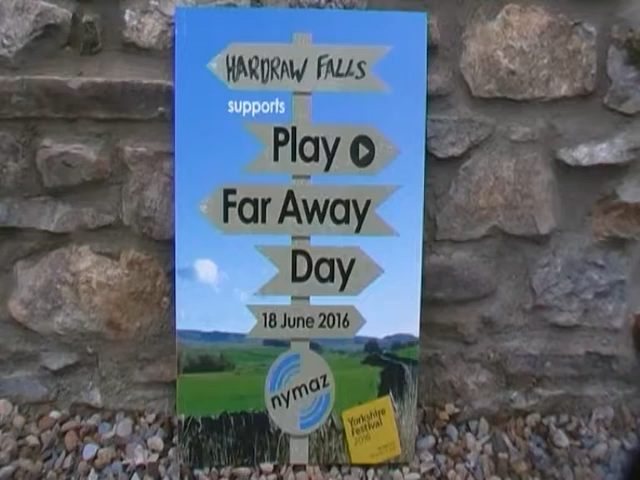 HARDRAW FALLS
supports
Play
Far Away
Day
18 June 2016
nymaz
Yorkshire
Festival
2016